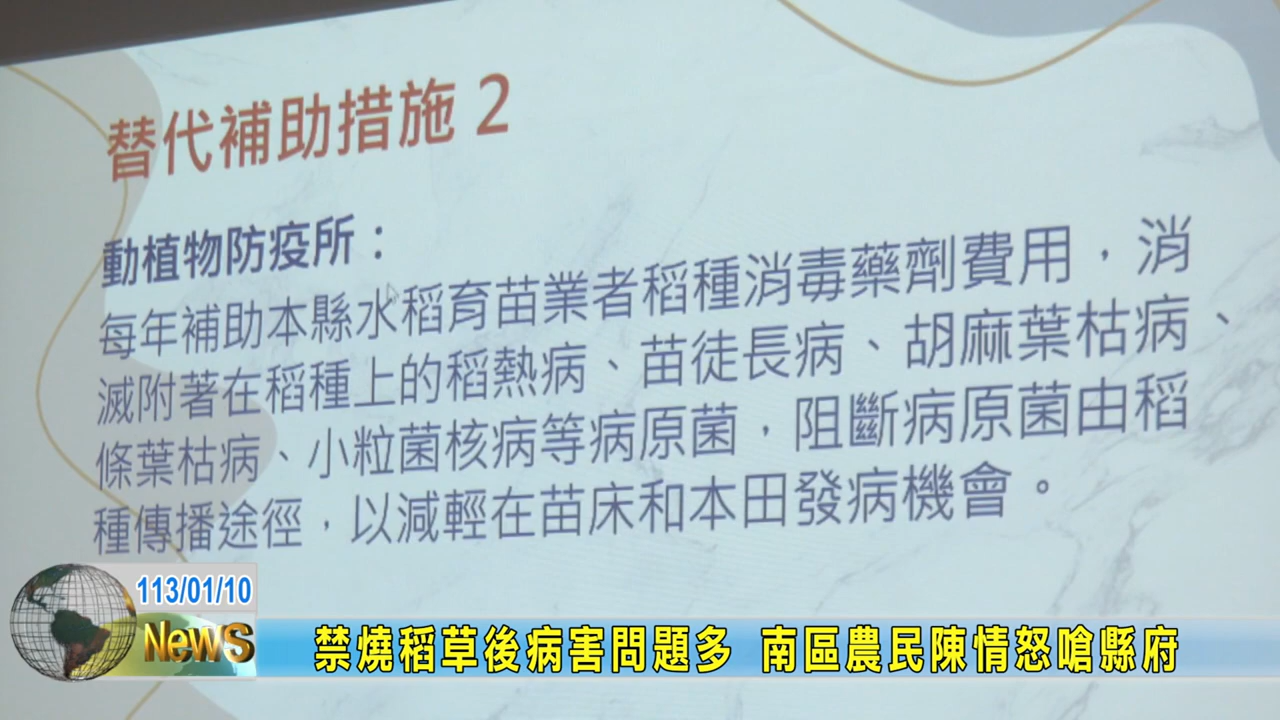 替代補助措施 2
動植物防疫所：
每年補助本縣水稻育苗業者稻種消毒藥劑費用，消
滅附著在稻種上的稻熱病、苗徒長病、胡麻葉枯病、
條葉枯病、小粒菌核病等病原菌，阻斷病原菌由稻
種傳播途徑，以減輕在苗床和本田發病機會。
113/01/10
News
禁燒稻草後病害問題多 南區農民陳情怒嗆縣府